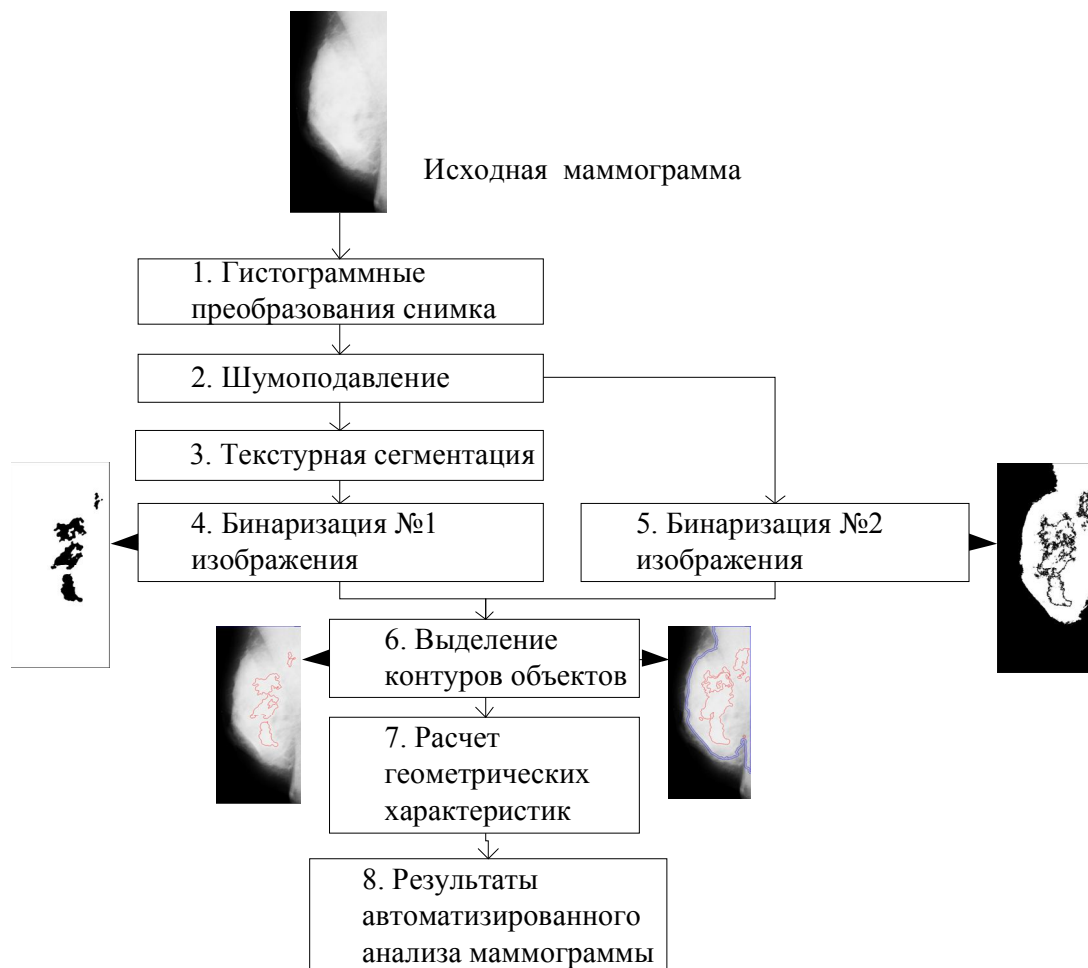 Исходная маммограмма
1. Гистограммные
преобразования снимка
2. Шумоподавление
3. Текстурная сегментация
4. Бинаризация №1
изображения
5. Бинаризация №2
изображения
6. Выделение
контуров объектов
7. Расчет
геометрических
характеристик
8. Результаты
автоматизированного
анализа маммограммы